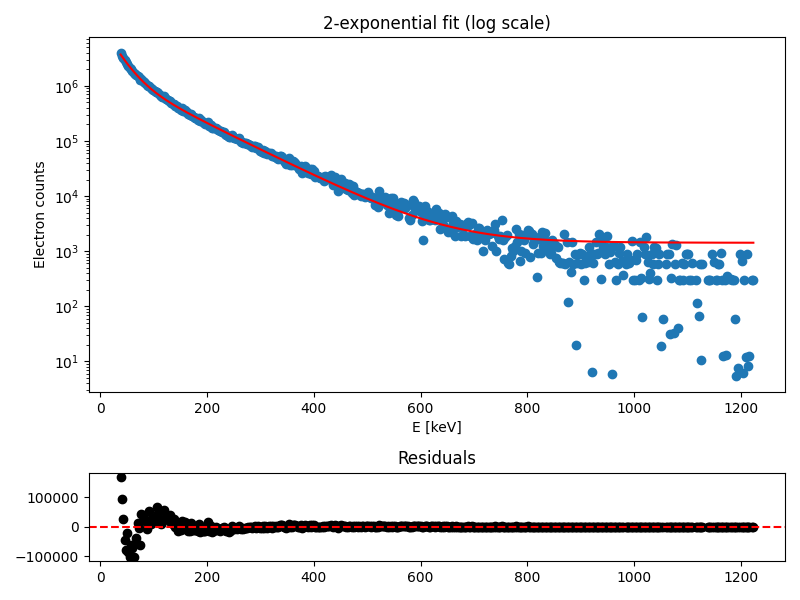 2-exponential fit (log scale)
10^6
10^5
10^4
10^3
10^2
10^1
Electron counts
0 200 400 600 800 1000 1200
E [keV]
Residuals
100000
0
−100000
0 200 400 600 800 1000 1200